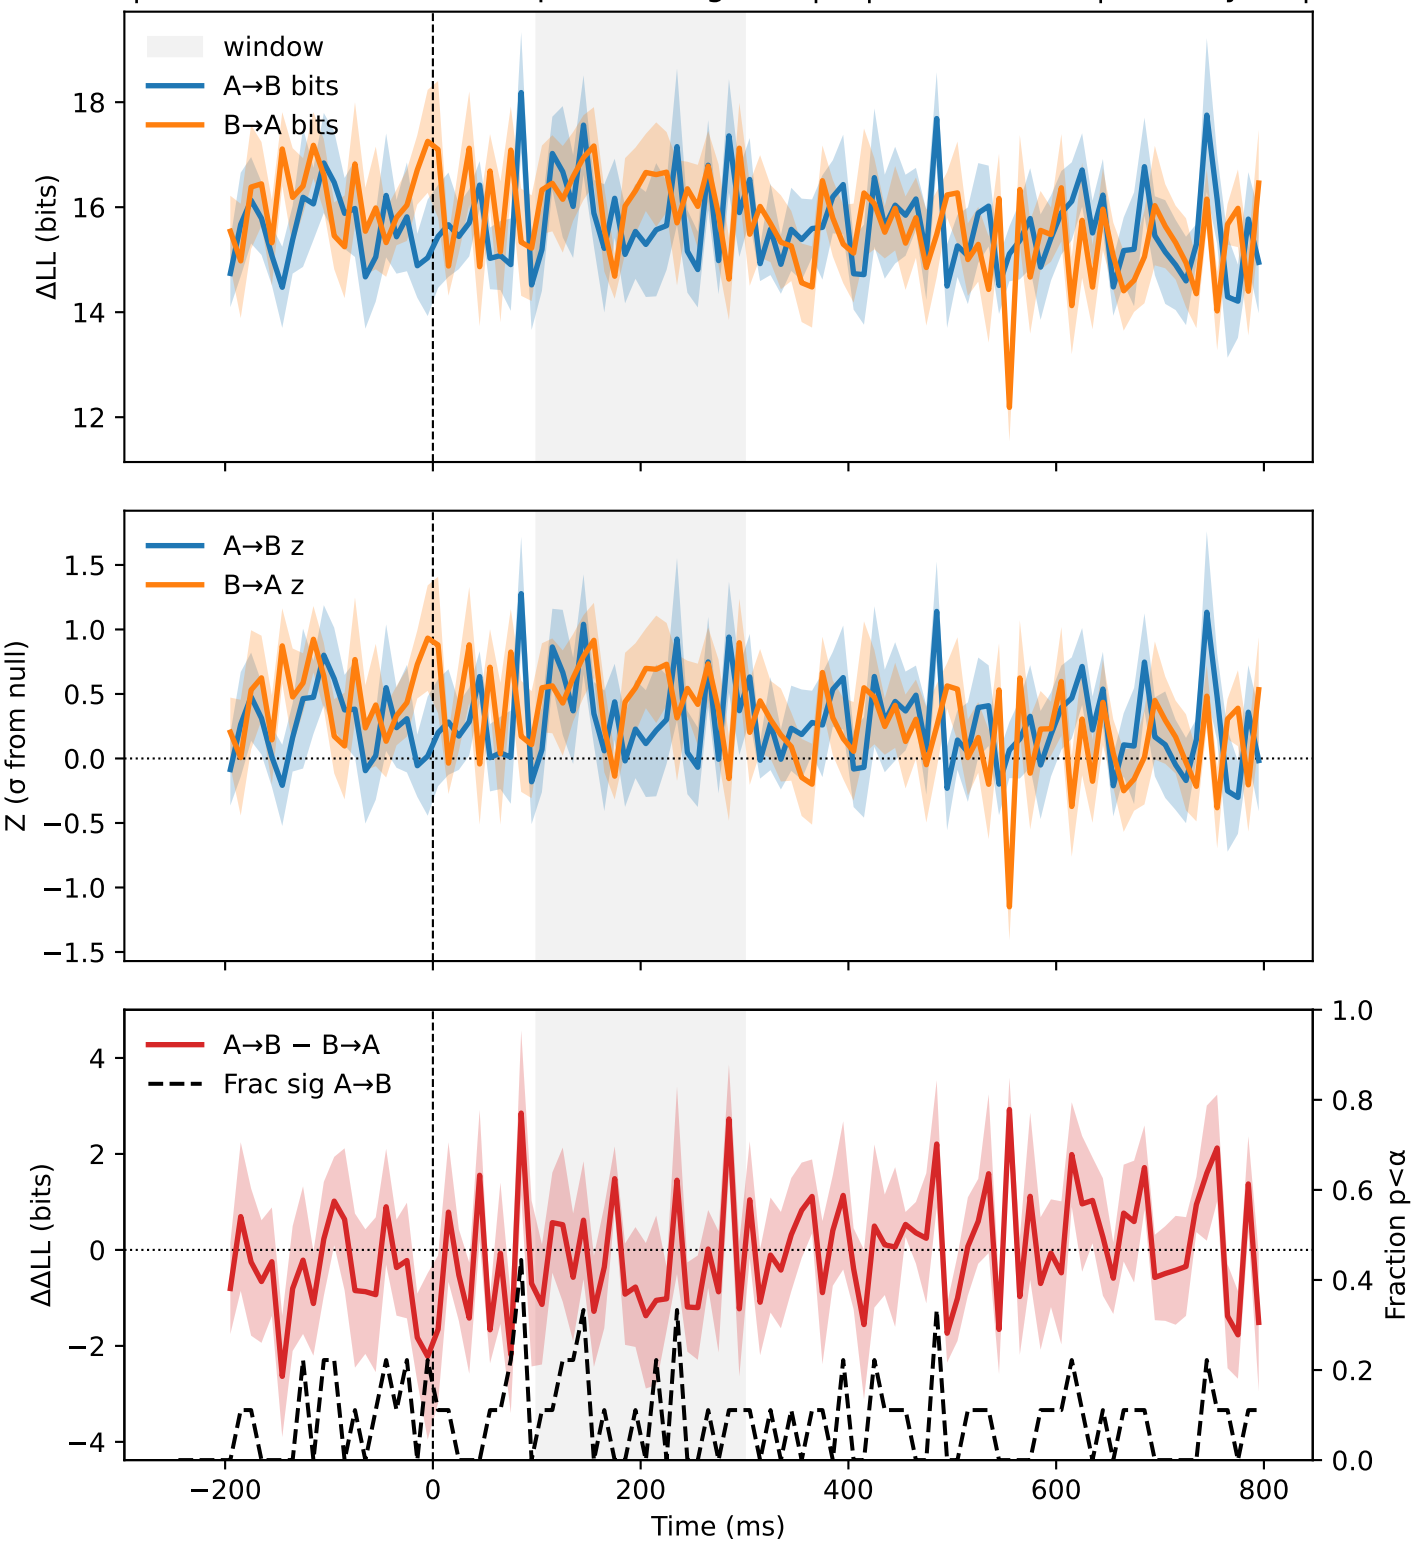 window
A→B bits
B→A bits
ΔLL (bits)
18
16
14
12
A→B z
B→A z
Z (σ from null)
1.5
1.0
0.5
0.0
−0.5
−1.0
−1.5
A→B − B→A
Frac sig A→B
ΔΔLL (bits)
4
2
0
−2
−4
1.0
0.8
0.6
0.4
0.2
0.0
Fraction p<α
−200
0
200
400
600
800
Time (ms)